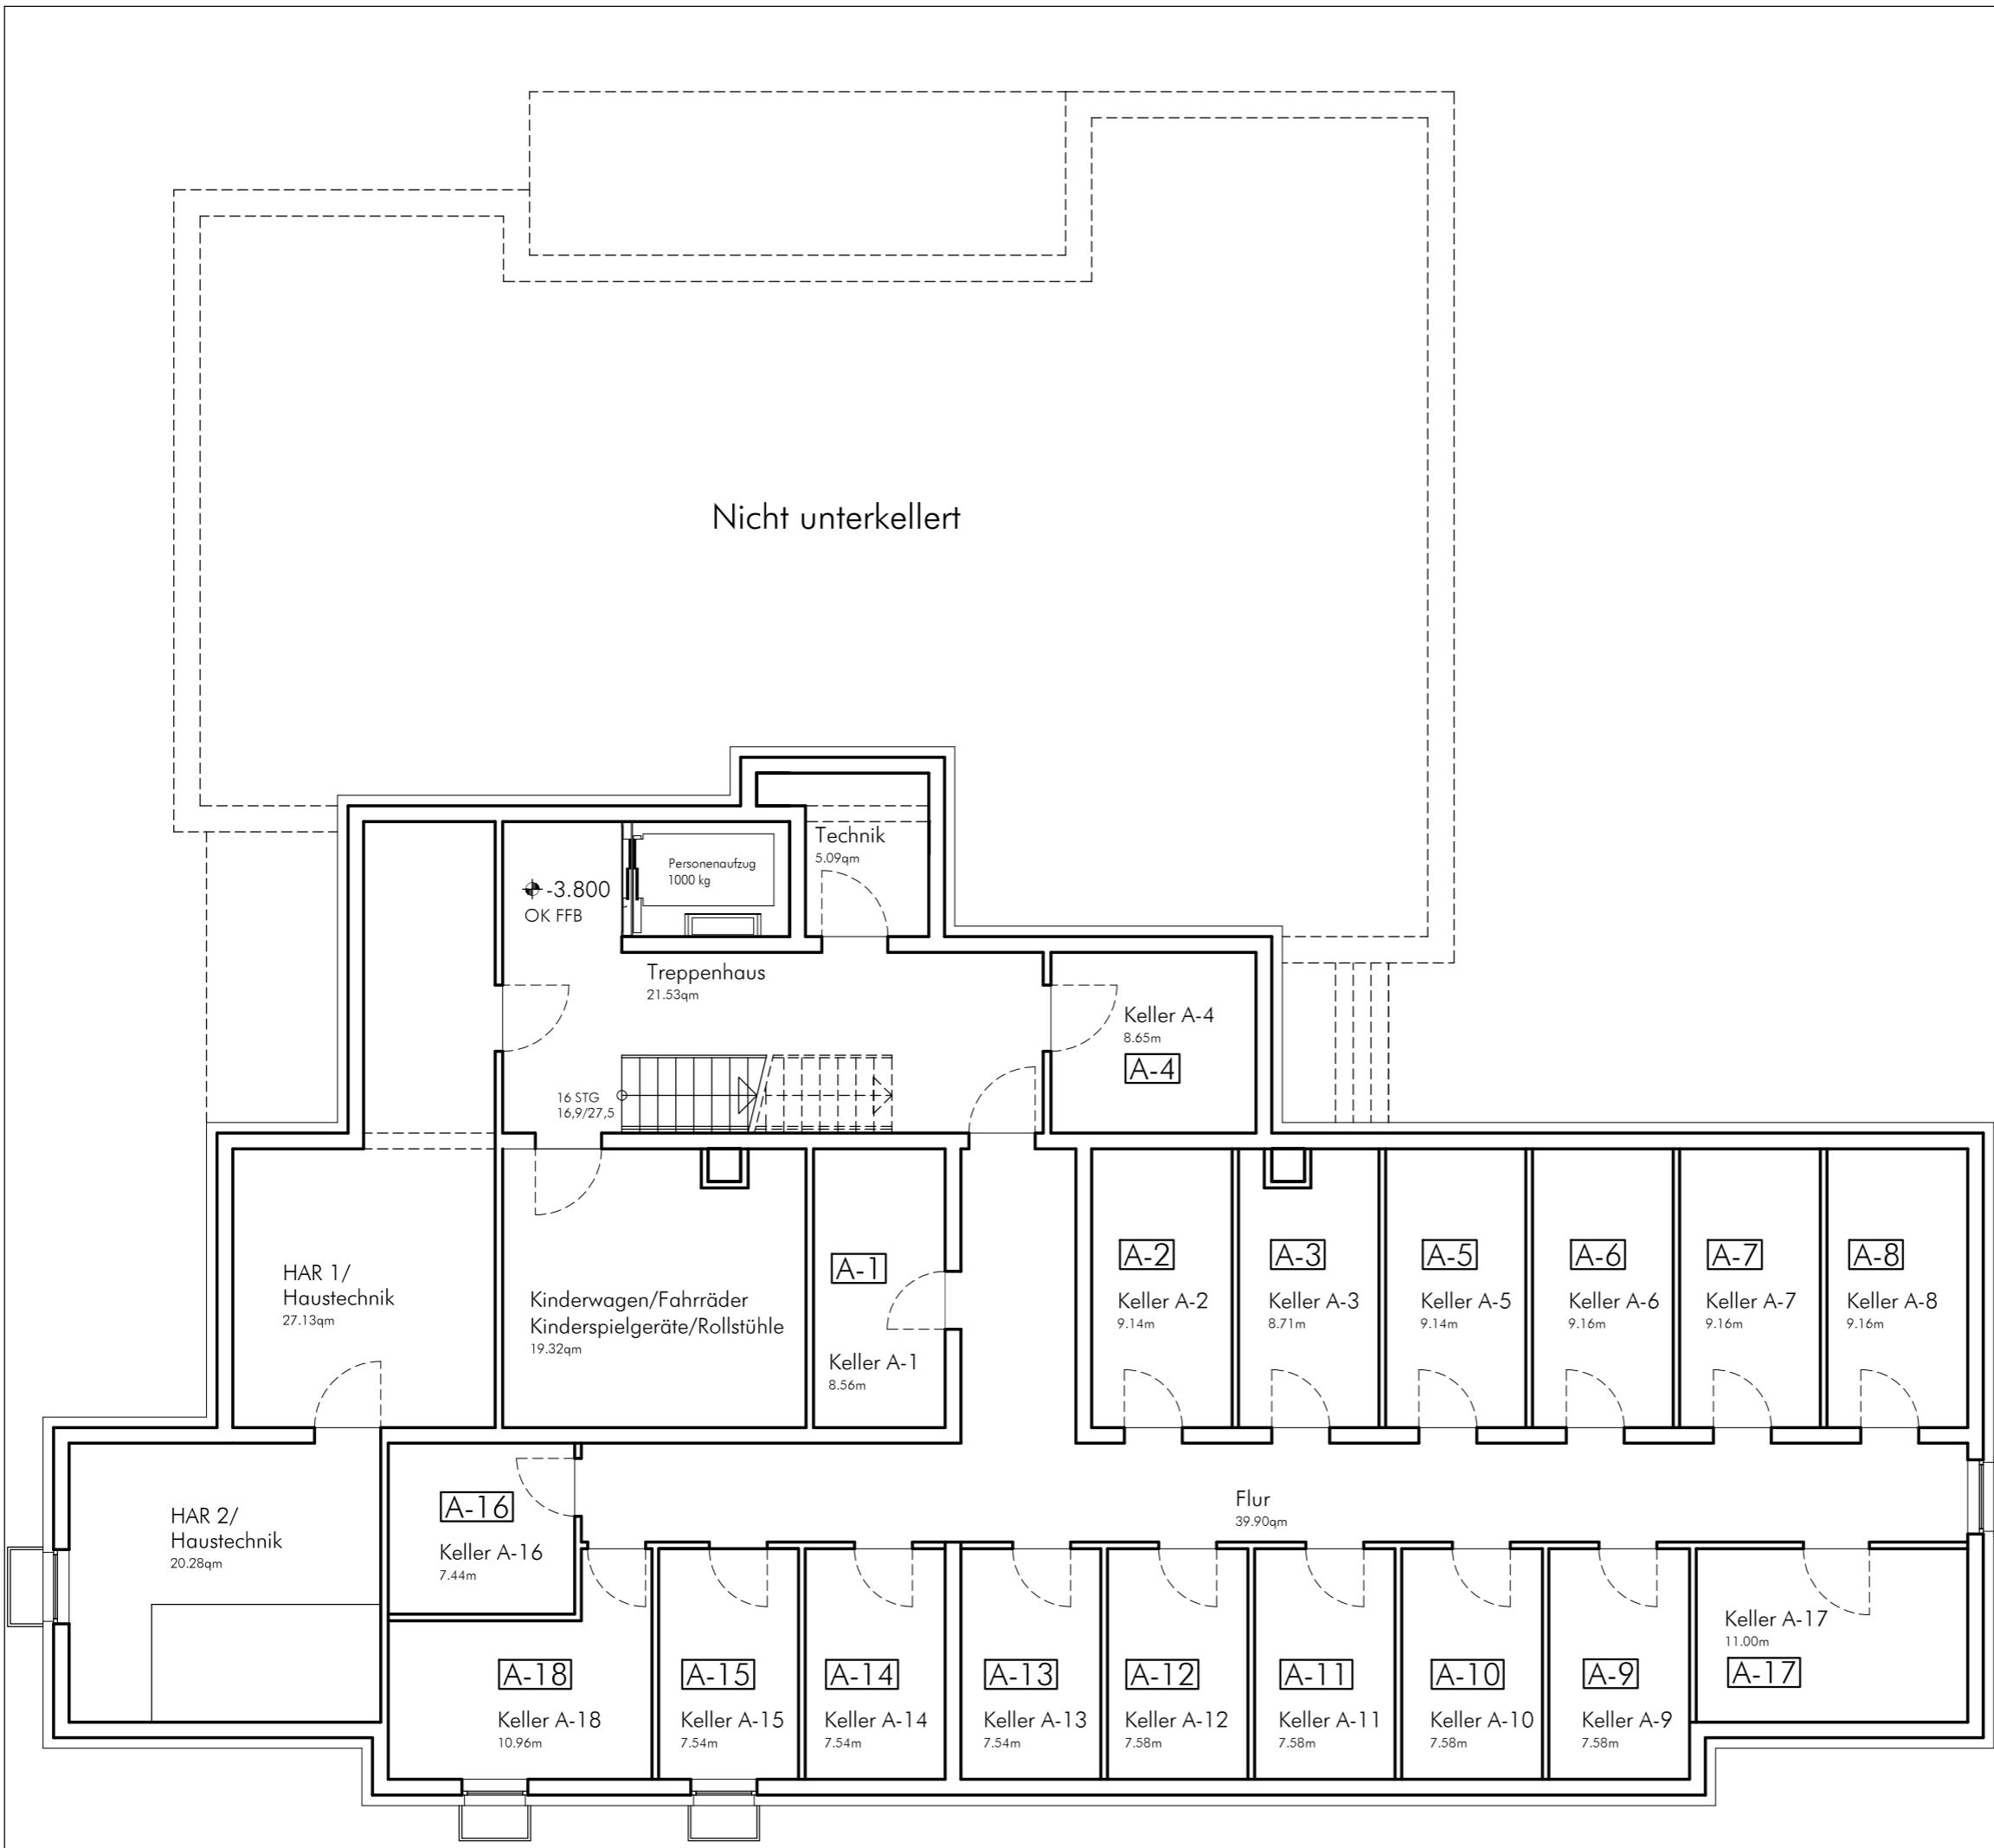 Nicht unterkellert
Technik
5.09qm
Personenaufzug
1000 kg
-3.800
OK FFB
Treppenhaus
21.53qm
Keller A-4
8.65m
A-4
16 STG
16,9/27,5
HAR 1/
Haustechnik
27.13qm
Kinderwagen/Fahrräder
Kinderspielgeräte/Rollstühle
19.32qm
A-1
Keller A-1
8.56m
A-2
Keller A-2
9.14m
A-3
Keller A-3
8.71m
A-5
Keller A-5
9.14m
A-6
Keller A-6
9.16m
A-7
Keller A-7
9.16m
A-8
Keller A-8
9.16m
HAR 2/
Haustechnik
20.28qm
A-16
Keller A-16
7.44m
Flur
39.90qm
A-18
Keller A-18
10.96m
A-15
Keller A-15
7.54m
A-14
Keller A-14
7.54m
A-13
Keller A-13
7.54m
A-12
Keller A-12
7.58m
A-11
Keller A-11
7.58m
A-10
Keller A-10
7.58m
A-9
Keller A-9
7.58m
Keller A-17
11.00m
A-17